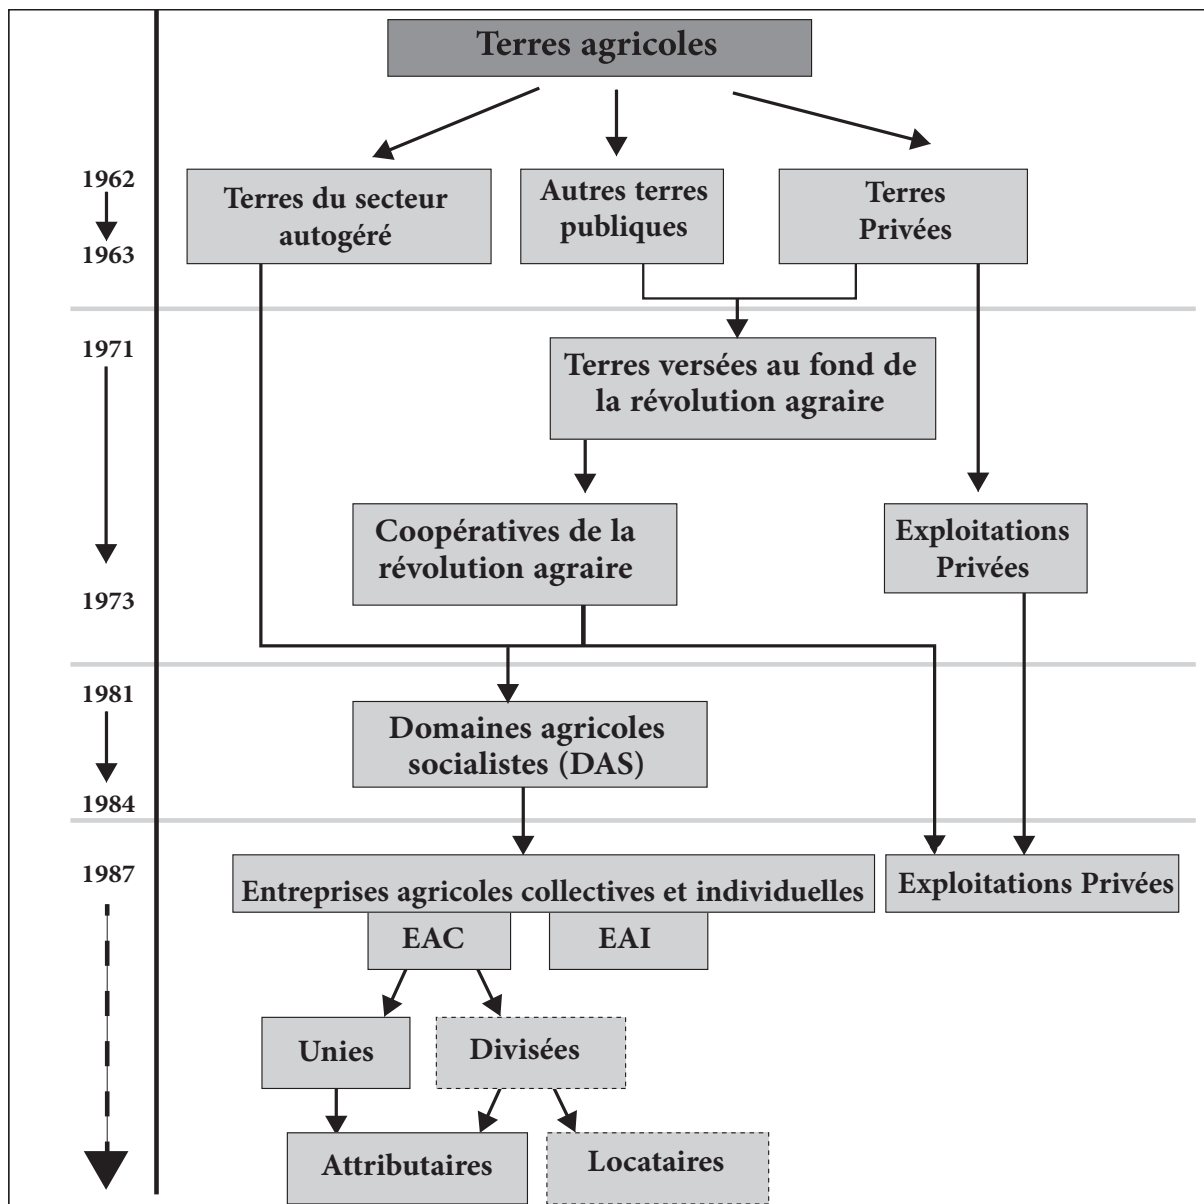 Terres agricoles
1962
1963
Terres du secteur
autogéré
Autres terres
publiques
Terres
Privées
1971
Terres versées au fond de
la révolution agraire
Coopératives de la
révolution agraire
Exploitations
Privées
1973
1981
Domaines agricoles
socialistes (DAS)
1984
1987
Entreprises agricoles collectives et individuelles
Exploitations Privées
EAC
EAI
Unies
Divisées
Attributaires
Locataires